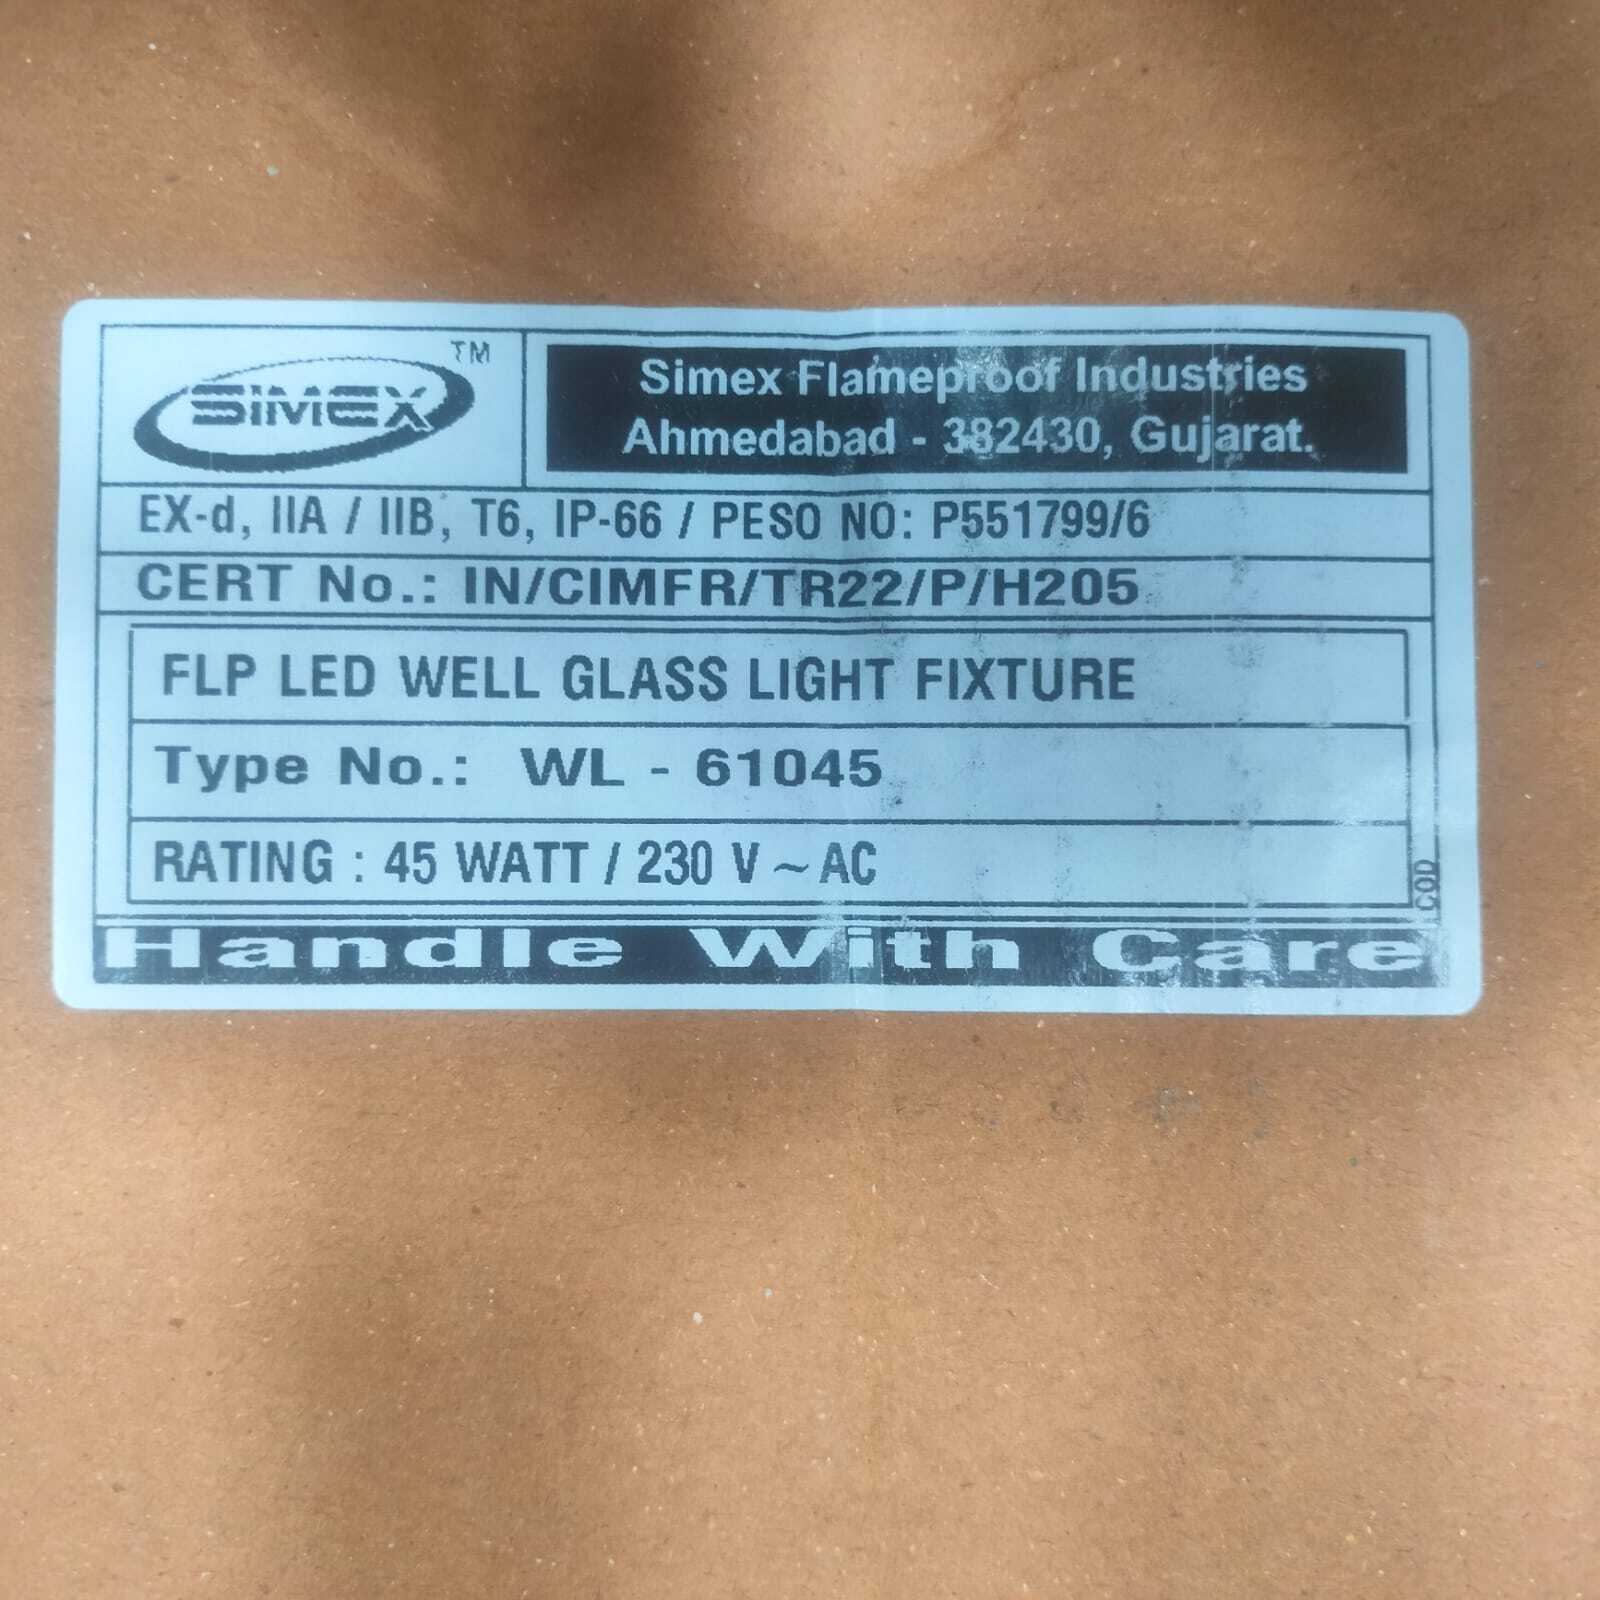 SIMEX TM
Simex Flameproof Industries
Ahmedabad - 382430, Gujarat.
EX-d, IIA / IIB, T6, IP-66 / PESO NO: P551799/6
CERT No.: IN/CIMFR/TR22/P/H205
FLP LED WELL GLASS LIGHT FIXTURE
Type No.: WL - 61045
RATING : 45 WATT / 230 V ~ AC
COD
Handle With Care